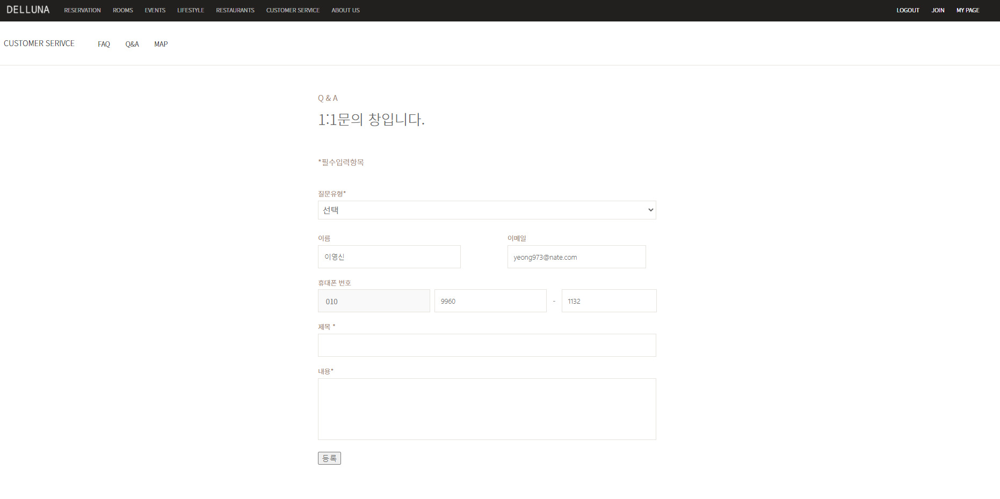 DELLUNA RESERVATION ROOMS EVENTS LIFESTYLE RESTAURANTS CUSTOMER SERVICE ABOUT US LOGOUT JOIN MY PAGE
CUSTOMER SERIVCE FAQ Q&A MAP
Q & A
1:1문의 창입니다.
*필수입력항목
질문유형*
선택
이름 이메일
이영신 yeong973@nate.com
휴대폰 번호
010 9960 - 1132
제목 *
내용*
등록